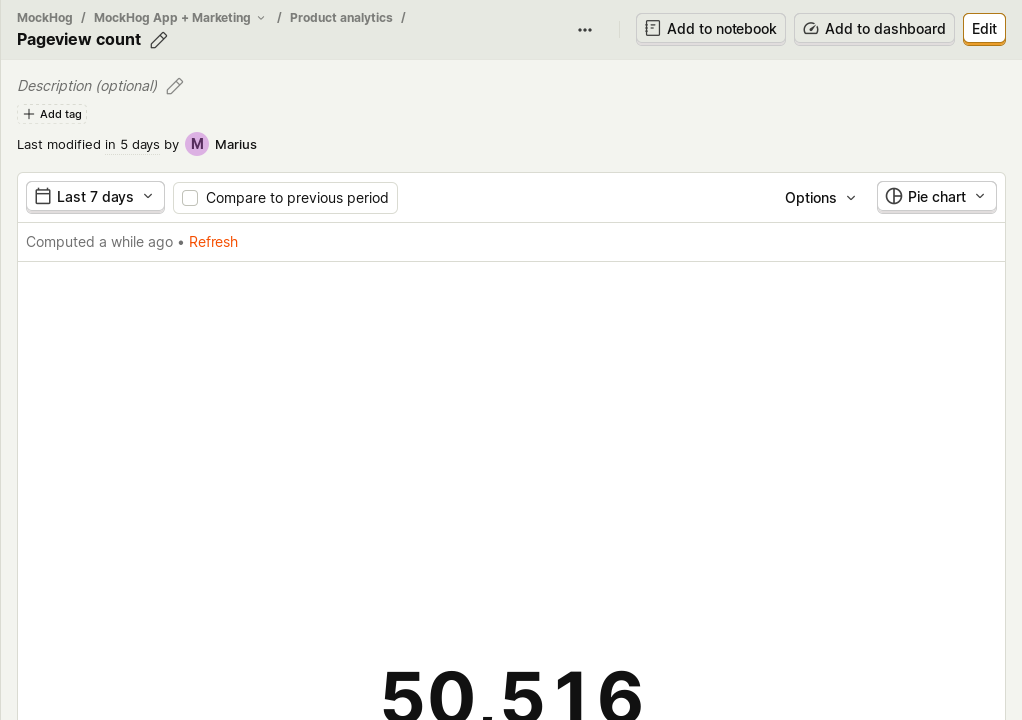 MockHog / MockHog App + Marketing / Product analytics /
Pageview count
Add to notebook
Add to dashboard
Edit
Description (optional)
Add tag
Last modified in 5 days by M Marius
Last 7 days
Compare to previous period
Options
Pie chart
Computed a while ago • Refresh
50,516